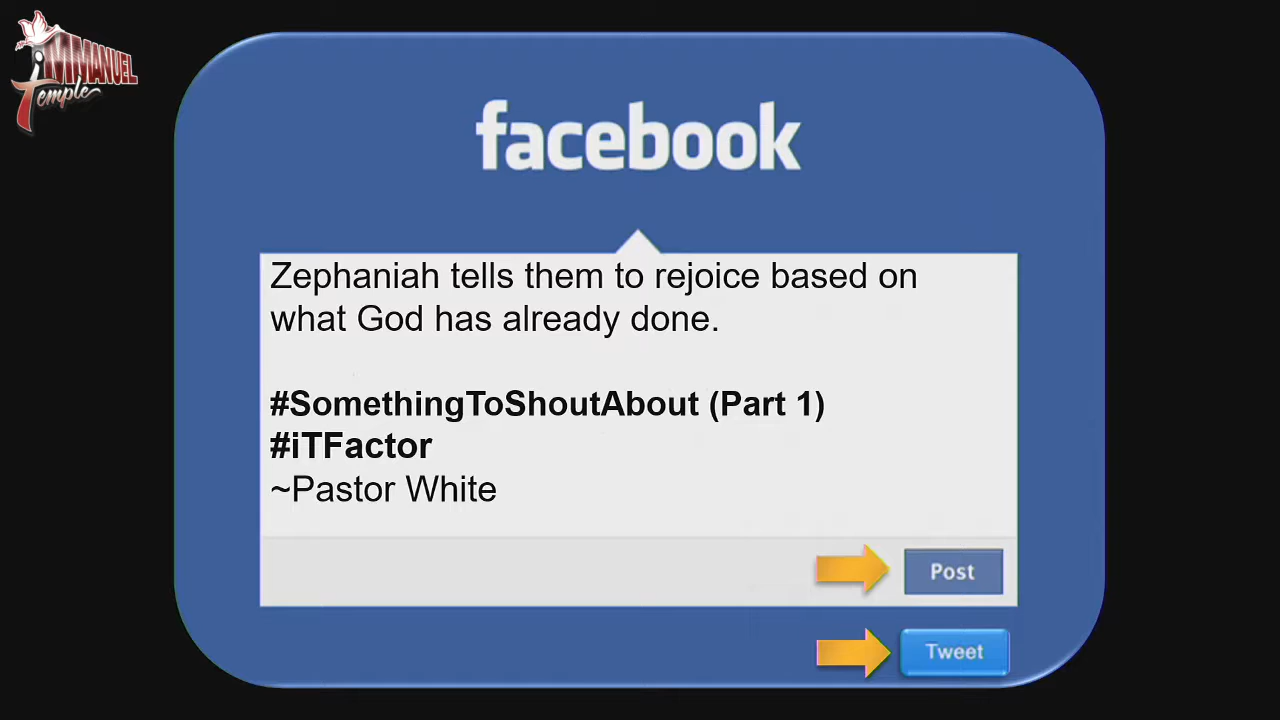 iMMANUEL
Temple
facebook
Zephaniah tells them to rejoice based on
what God has already done.
#SomethingToShoutAbout (Part 1)
#iTFactor
~Pastor White
Post
Tweet